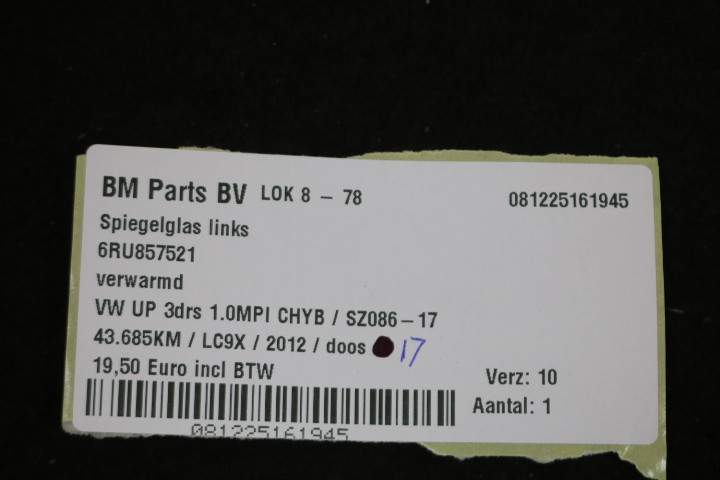 BM Parts BV LOK 8 - 78 081225161945
Spiegelglas links
6RU857521
verwarmd
VW UP 3drs 1.0MPI CHYB / SZ086-17
43.685KM / LC9X / 2012 / doos 17
19,50 Euro incl BTW Verz: 10
Aantal: 1
081225161945